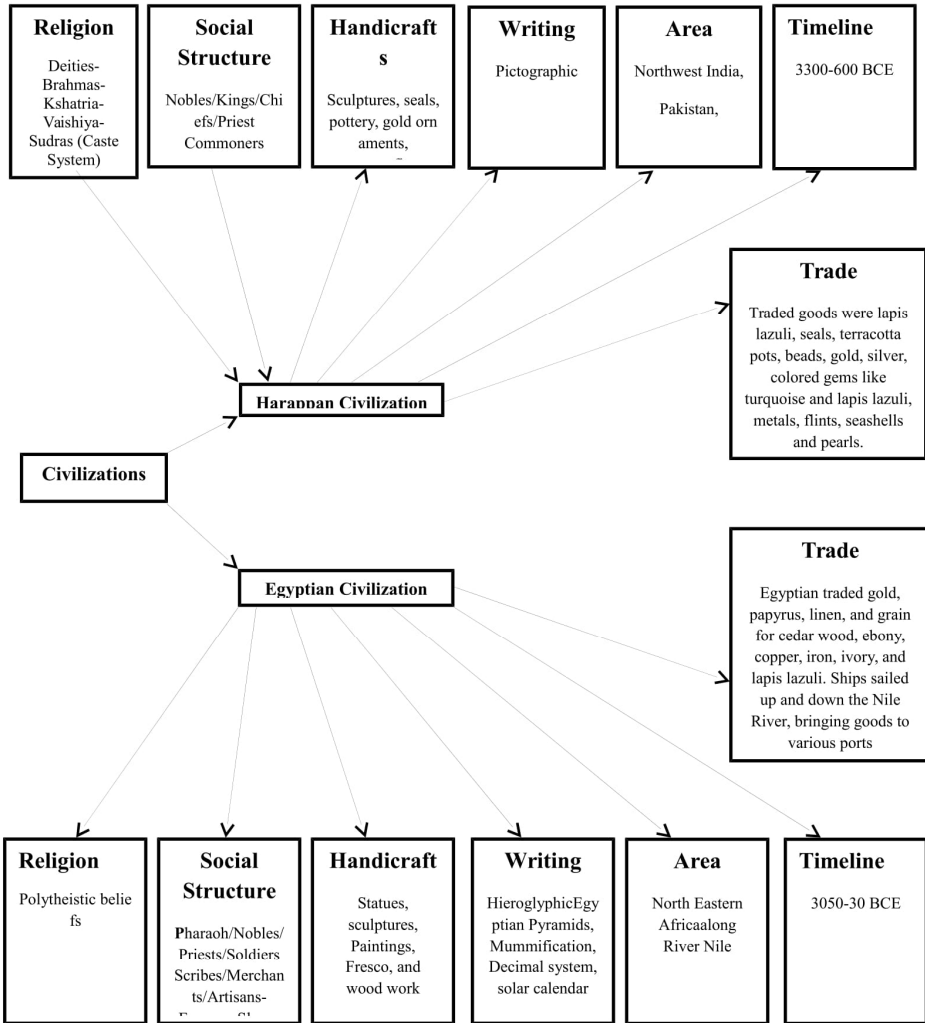 Religion
Deities-
Brahmas-
Kshatria-
Vaishiya-
Sudras (Caste
System)
Social
Structure
Nobles/Kings/Chi
efs/Priest
Commoners
Handicraft
s
Sculptures, seals,
pottery, gold orn
aments,
Writing
Pictographic
Area
Northwest India,
Pakistan,
Timeline
3300-600 BCE
Trade
Traded goods were lapis
lazuli, seals, terracotta
pots, beads, gold, silver,
colored gems like
turquoise and lapis lazuli,
metals, flints, seashells
and pearls.
Harappan Civilization
Civilizations
Egyptian Civilization
Trade
Egyptian traded gold,
papyrus, linen, and grain
for cedar wood, ebony,
copper, iron, ivory, and
lapis lazuli. Ships sailed
up and down the Nile
River, bringing goods to
various ports
Religion
Polytheistic belie
fs
Social
Structure
Pharaoh/Nobles/
Priests/Soldiers
Scribes/Merchan
ts/Artisans-
Handicraft
Statues,
sculptures,
Paintings,
Fresco, and
wood work
Writing
HieroglyphicEgy
ptian Pyramids,
Mummification,
Decimal system,
solar calendar
Area
North Eastern
Africaalong
River Nile
Timeline
3050-30 BCE